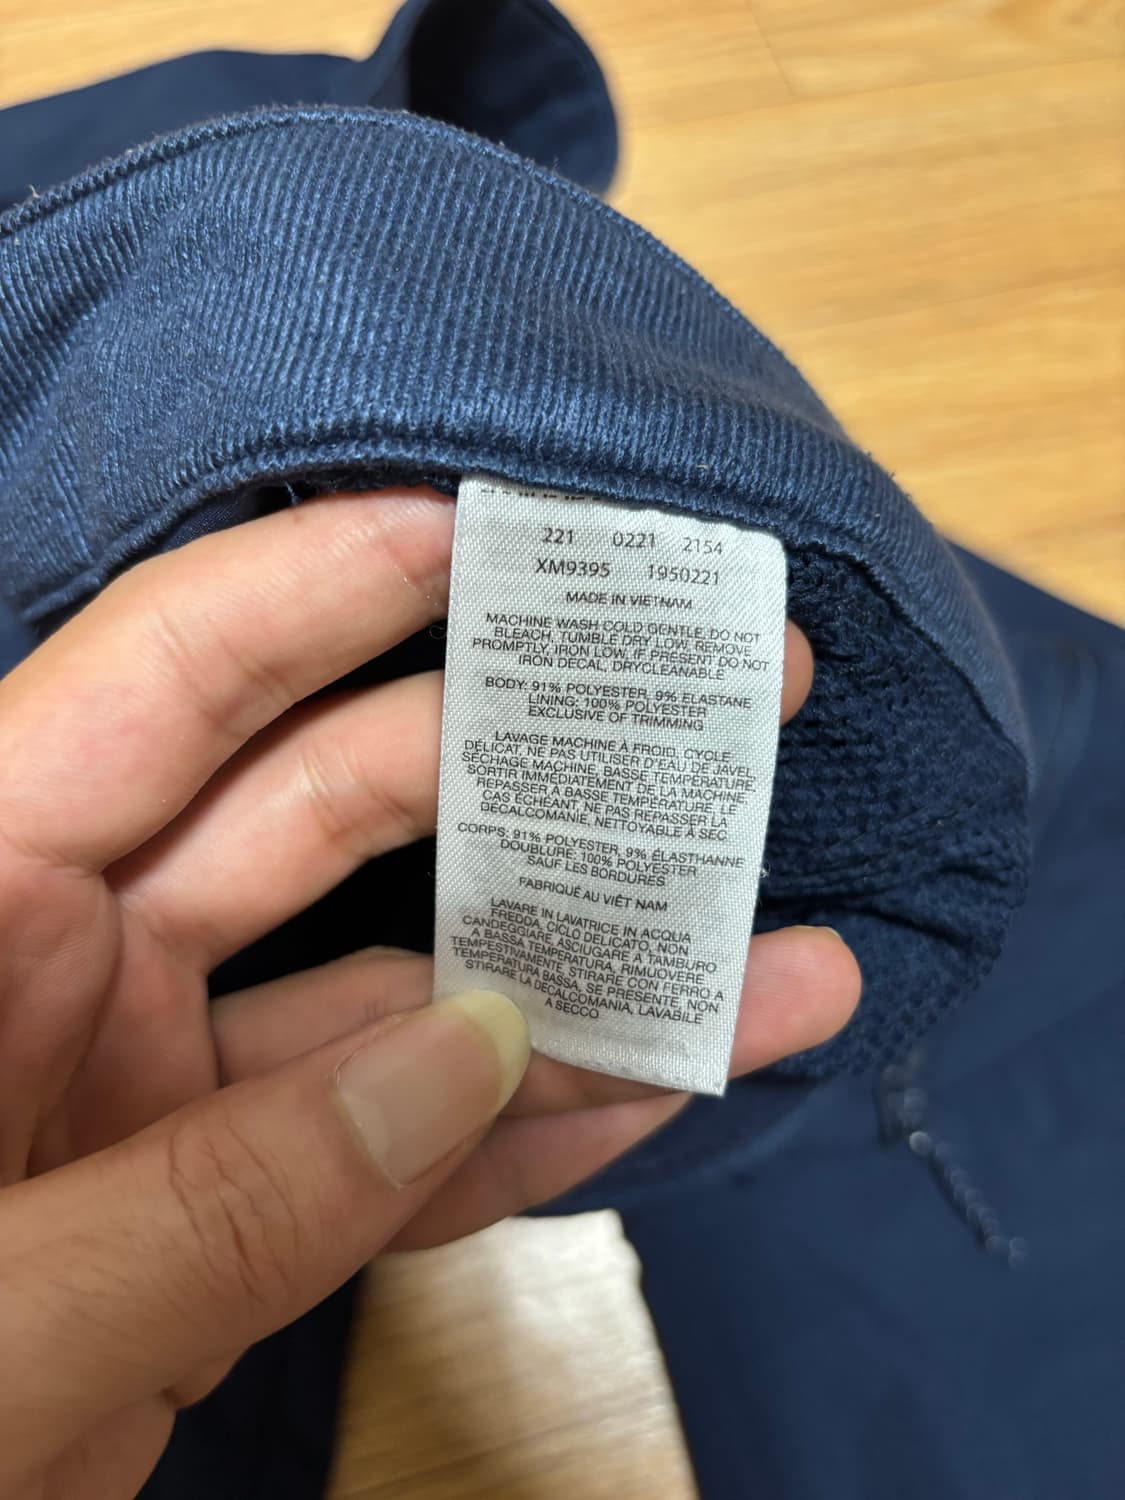 221 0221 2154
XM9395 1950221
MADE IN VIETNAM
MACHINE WASH COLD GENTLE, DO NOT
BLEACH, TUMBLE DRY LOW, REMOVE
PROMPTLY, IRON LOW, IF PRESENT DO NOT
IRON DECAL, DRYCLEANABLE
BODY: 91% POLYESTER, 9% ELASTANE
LINING: 100% POLYESTER
EXCLUSIVE OF TRIMMING
LAVAGE MACHINE À FROID, CYCLE
DÉLICAT, NE PAS UTILISER D'EAU DE JAVEL,
SÉCHAGE MACHINE, BASSE TEMPÉRATURE,
SORTIR IMMÉDIATEMENT DE LA MACHINE,
REPASSER À BASSE TEMPÉRATURE, LE
CAS ÉCHÉANT, NE PAS REPASSER LA
DÉCALCOMANIE, NETTOYABLE À SEC
CORPS: 91% POLYESTER, 9% ÉLASTHANNE
DOUBLURE: 100% POLYESTER
SAUF LES BORDURES
FABRIQUÉ AU VIÊT NAM
LAVARE IN LAVATRICE IN ACQUA
FREDDA, CICLO DELICATO, NON
CANDEGGIARE, ASCIUGARE A TAMBURO
A BASSA TEMPERATURA, RIMUOVERE
TEMPESTIVAMENTE, STIRARE CON FERRO A
TEMPERATURA BASSA, SE PRESENTE, NON
STIRARE LA DECALCOMANIA, LAVABILE
A SECCO